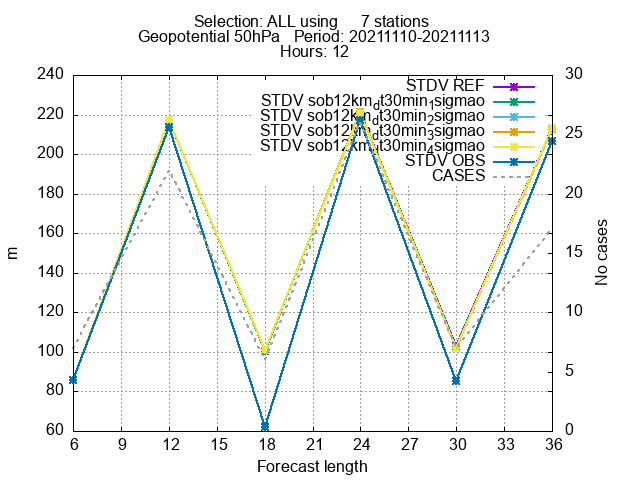 Selection: ALL using 7 stations
Geopotential 50hPa Period: 20211110-20211113
Hours: 12
240
220
200
180
160
140
120
100
80
60
m
30
25
20
15
10
5
0
No cases
STDV REF
STDV sob12km_dt30min_1sigmao
STDV sob12km_dt30min_2sigmao
STDV sob12km_dt30min_3sigmao
STDV sob12km_dt30min_4sigmao
STDV OBS
CASES
6 9 12 15 18 21 24 27 30 33 36
Forecast length